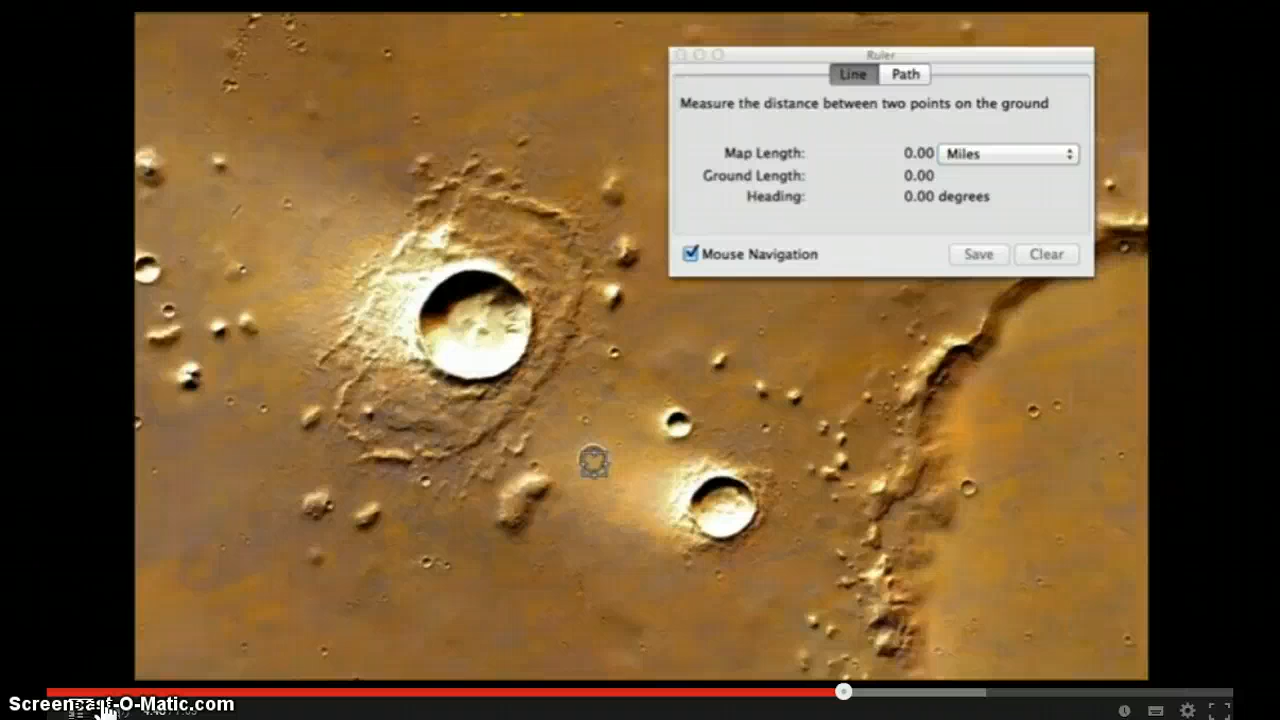 Ruler
Line Path
Measure the distance between two points on the ground
Map Length: 0.00 Miles
Ground Length: 0.00
Heading: 0.00 degrees
Mouse Navigation Save Clear
Screencast-O-Matic.com